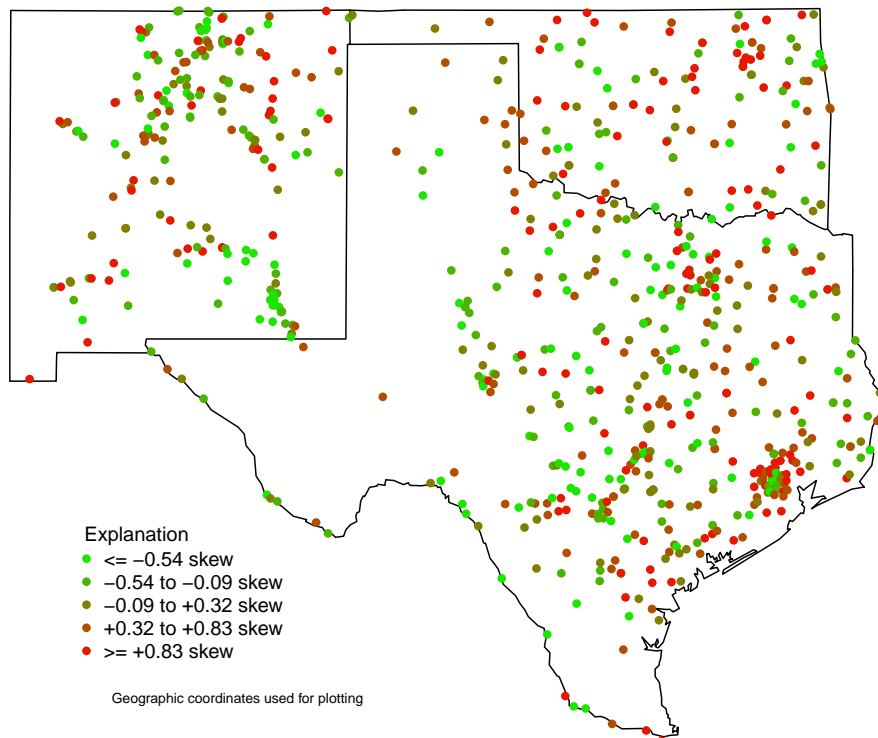 Explanation
<= −0.54 skew
−0.54 to −0.09 skew
−0.09 to +0.32 skew
+0.32 to +0.83 skew
>= +0.83 skew
Geographic coordinates used for plotting